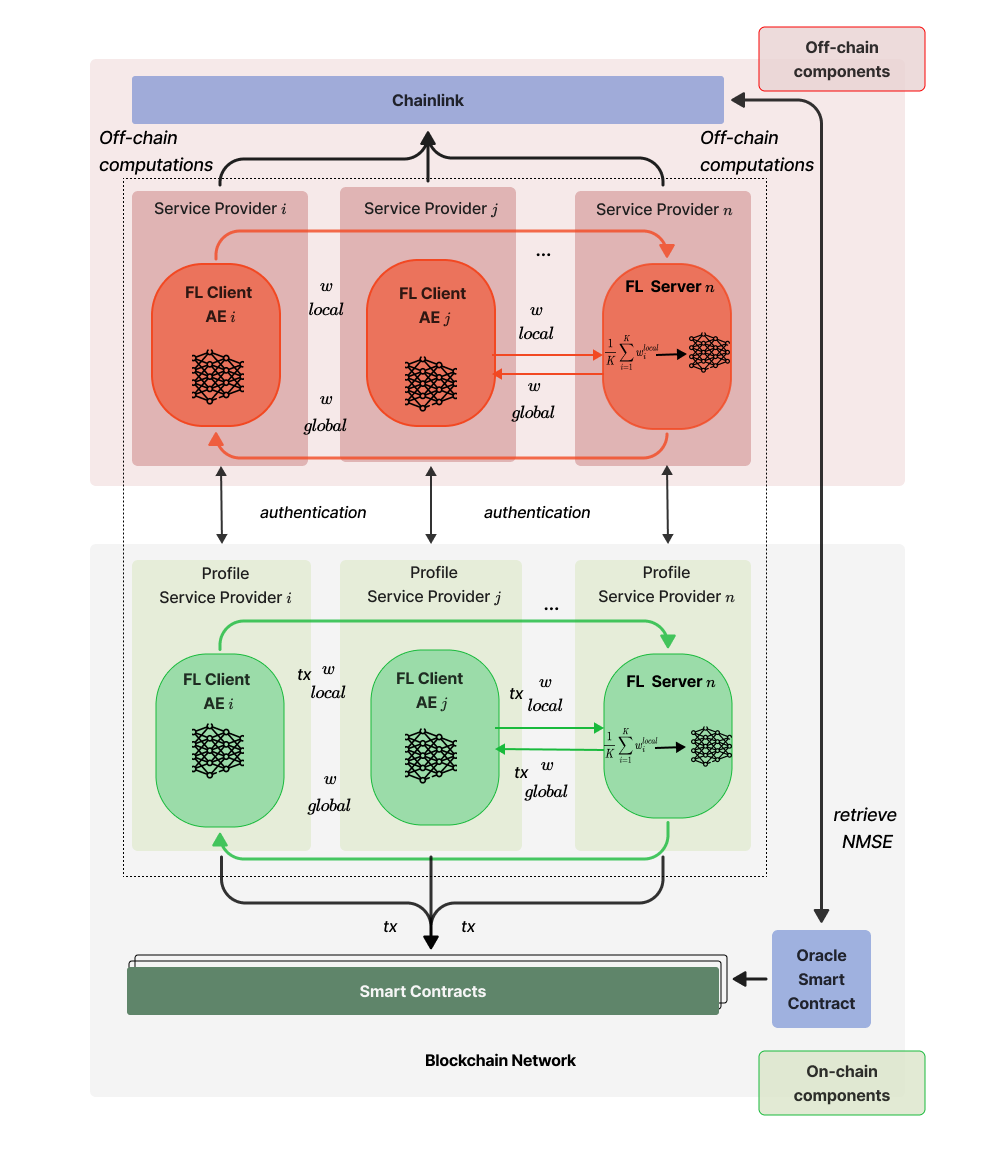 Off-chain
components
Chainlink
Off-chain
computations
Off-chain
computations
Service Provider i
Service Provider j
Service Provider n
...
FL Client
AE i
w
local
FL Client
AE j
w
local
FL Server n
1/K ∑_{i=1}^{K} w_i^{local}
w
global
w
global
authentication
authentication
Profile
Service Provider i
Profile
Service Provider j
Profile
Service Provider n
...
FL Client
AE i
tx w
local
FL Client
AE j
tx w
local
FL Server n
1/K ∑_{i=1}^{K} w_i^{local}
w
global
tx w
global
retrieve
NMSE
tx
tx
Smart Contracts
Oracle
Smart
Contract
Blockchain Network
On-chain
components